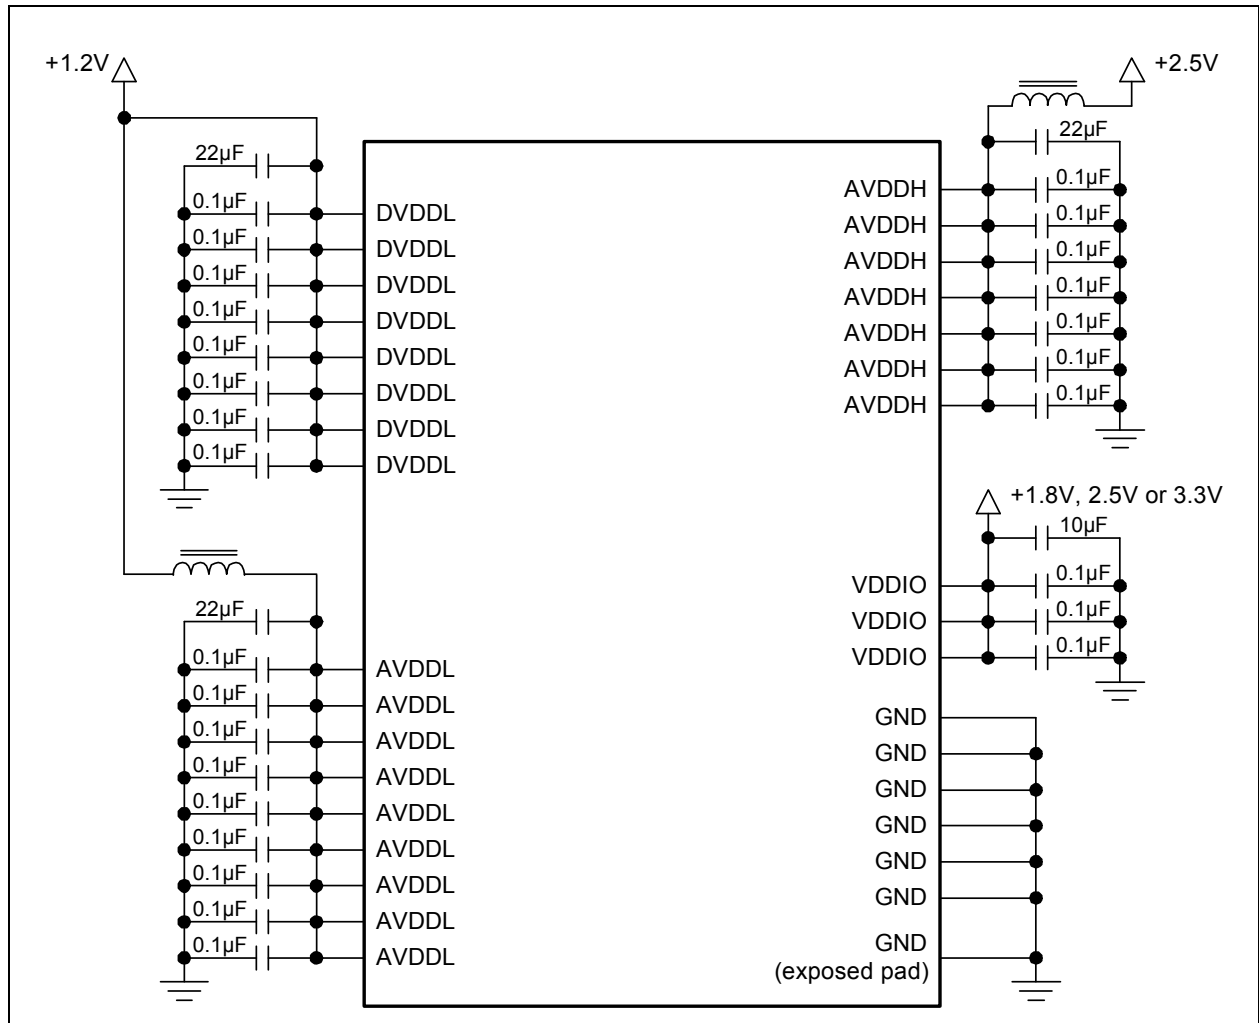 +1.2V
22µF
0.1µF
DVDDL
0.1µF
DVDDL
0.1µF
DVDDL
0.1µF
DVDDL
0.1µF
DVDDL
0.1µF
DVDDL
0.1µF
DVDDL
0.1µF
DVDDL
22µF
0.1µF
AVDDL
0.1µF
AVDDL
0.1µF
AVDDL
0.1µF
AVDDL
0.1µF
AVDDL
0.1µF
AVDDL
0.1µF
AVDDL
0.1µF
AVDDL
0.1µF
AVDDL
+2.5V
22µF
AVDDH
0.1µF
AVDDH
0.1µF
AVDDH
0.1µF
AVDDH
0.1µF
AVDDH
0.1µF
AVDDH
0.1µF
AVDDH
0.1µF
+1.8V, 2.5V or 3.3V
10µF
VDDIO
0.1µF
VDDIO
0.1µF
VDDIO
0.1µF
GND
GND
GND
GND
GND
GND
GND
(exposed pad)